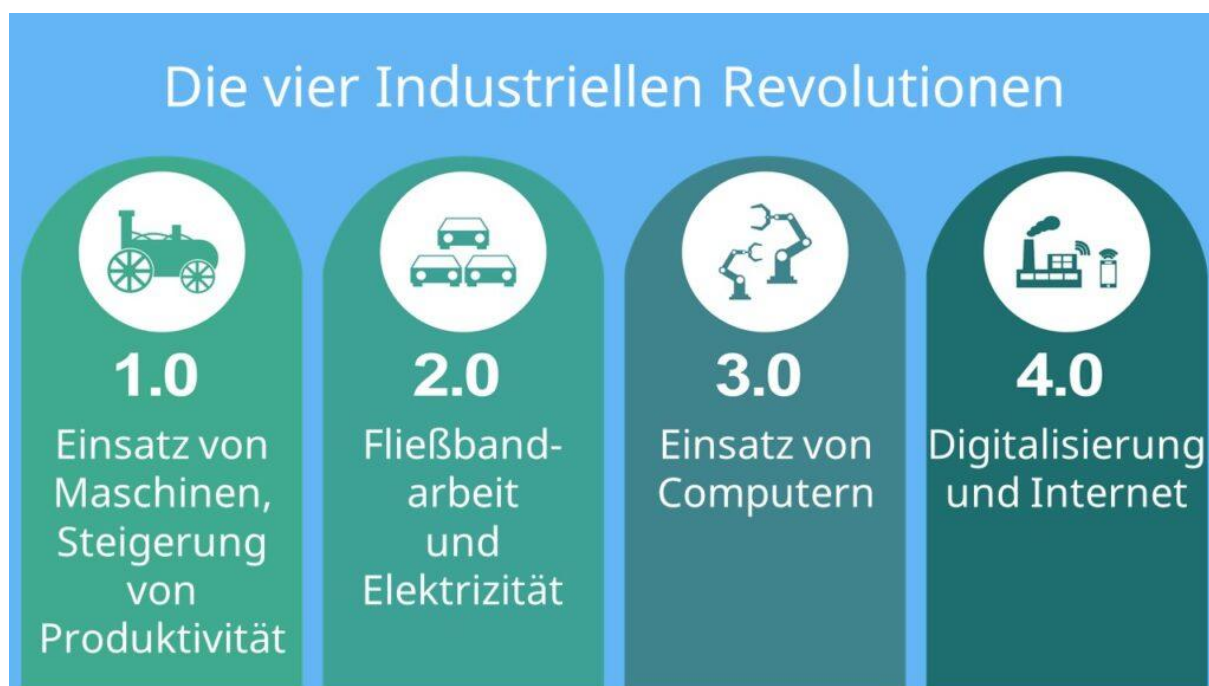 Die vier Industriellen Revolutionen
1.0
Einsatz von
Maschinen,
Steigerung
von
Produktivität
2.0
Fließband-
arbeit
und
Elektrizität
3.0
Einsatz von
Computern
4.0
Digitalisierung
und Internet